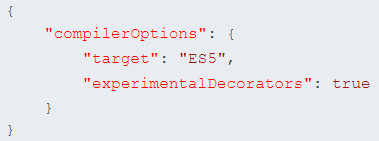 {
    "compilerOptions": {
        "target": "ES5",
        "experimentalDecorators": true
    }
}